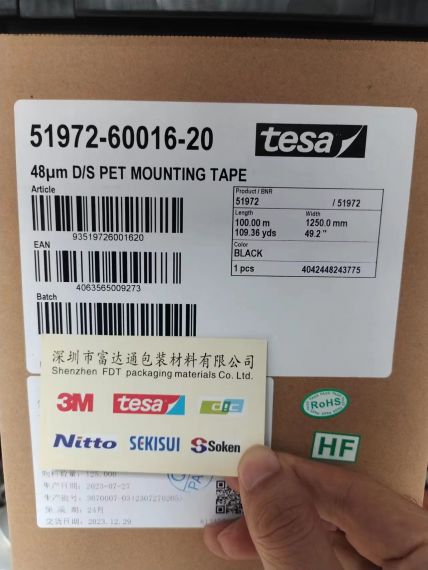 51972-60016-20
tesa
48µm D/S PET MOUNTING TAPE
Article
93519726001620
EAN
4063565009273
Batch
Product / BNR
51972 / 51972
Length Width
100.00 m 1250.0 mm
109.36 yds 49.2 "
Color
BLACK
1 pcs 4042448243775
深圳市富达通包装材料有限公司
Shenzhen FDT packaging materials Co. Ltd.
3M tesa dic
Nitto SEKISUI Soken
RoHS
HF
125.000
生产日期: 2023-07-27
24月
交货日期: 2023.12.29